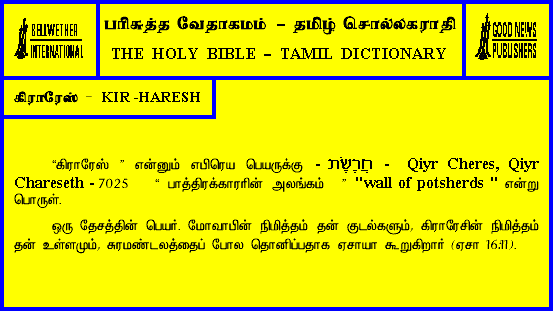 BELLWETHER
INTERNATIONAL
பரிசுத்த வேதாகமம் – தமிழ் சொல்லகராதி
THE HOLY BIBLE – TAMIL DICTIONARY
GOOD NEWS
PUBLISHERS
கிராரேஸ் – KIR -HARESH
“கிராரேஸ் ” என்னும் எபிரெய பெயருக்கு - חֲרֶשֶׂת - Qiyr Cheres, Qiyr
Chareseth - 7025 “ பாத்திரக்காரரின் அலங்கம் ” "wall of potsherds " என்று
பொருள்.
ஒரு தேசத்தின் பெயர். மோவாபின் நிமித்தம் தன் குடல்களும், கிராரேசின் நிமித்தம்
தன் உள்ளமும், சுரமண்டலத்தைப் போல தொனிப்பதாக ஏசாயா கூறுகிறார் (ஏசா 16:11).